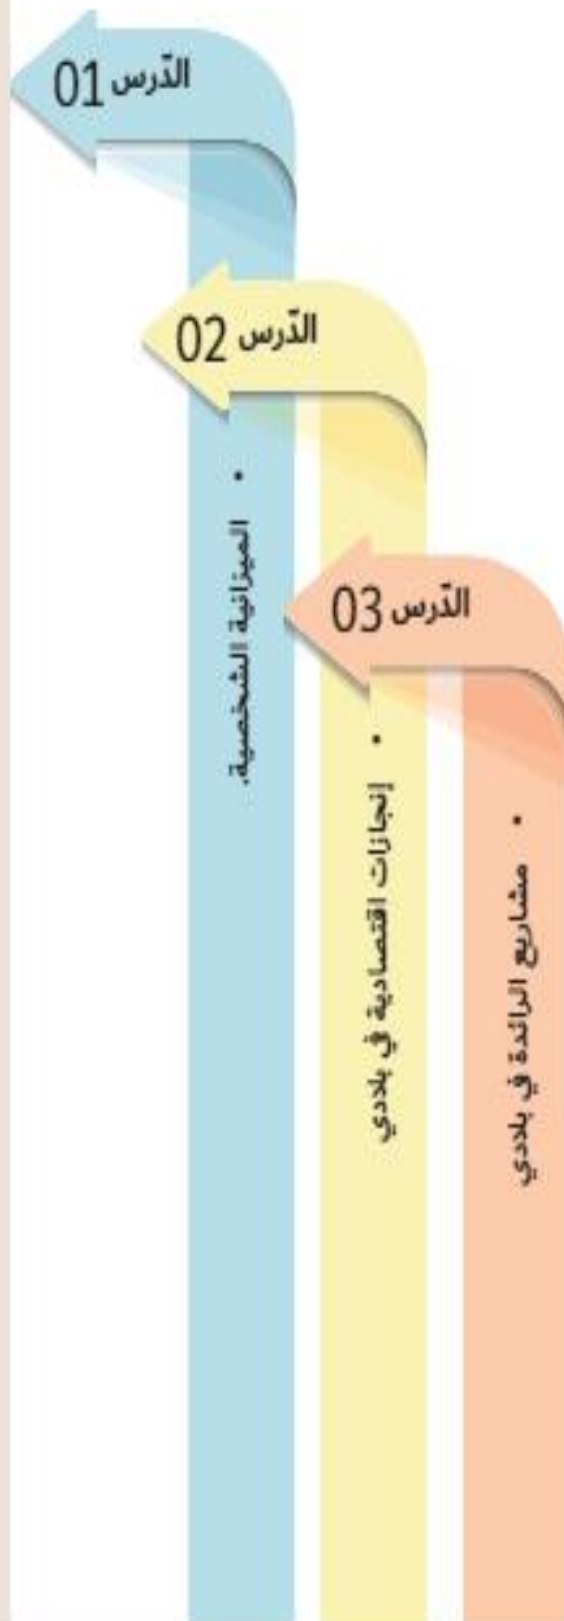 الدّرس 01
• الميزانية الشخصية.
الدّرس 02
• إنجازات اقتصادية في بلادي
الدّرس 03
• مشاريع الرائدة في بلادي